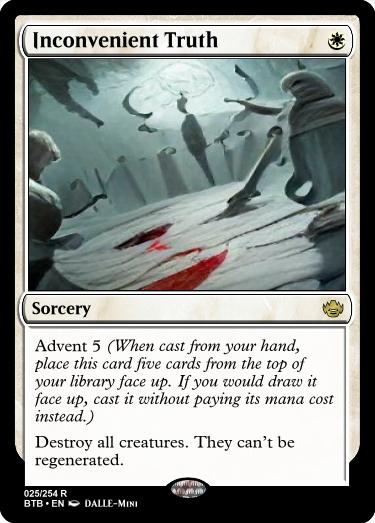 Inconvenient Truth
Sorcery
Advent 5 (When cast from your hand,
place this card five cards from the top of
your library face up. If you would draw it
face up, cast it without paying its mana cost
instead.)
Destroy all creatures. They can't be
regenerated.
025/254 R
BTB • EN DALLE-Mini